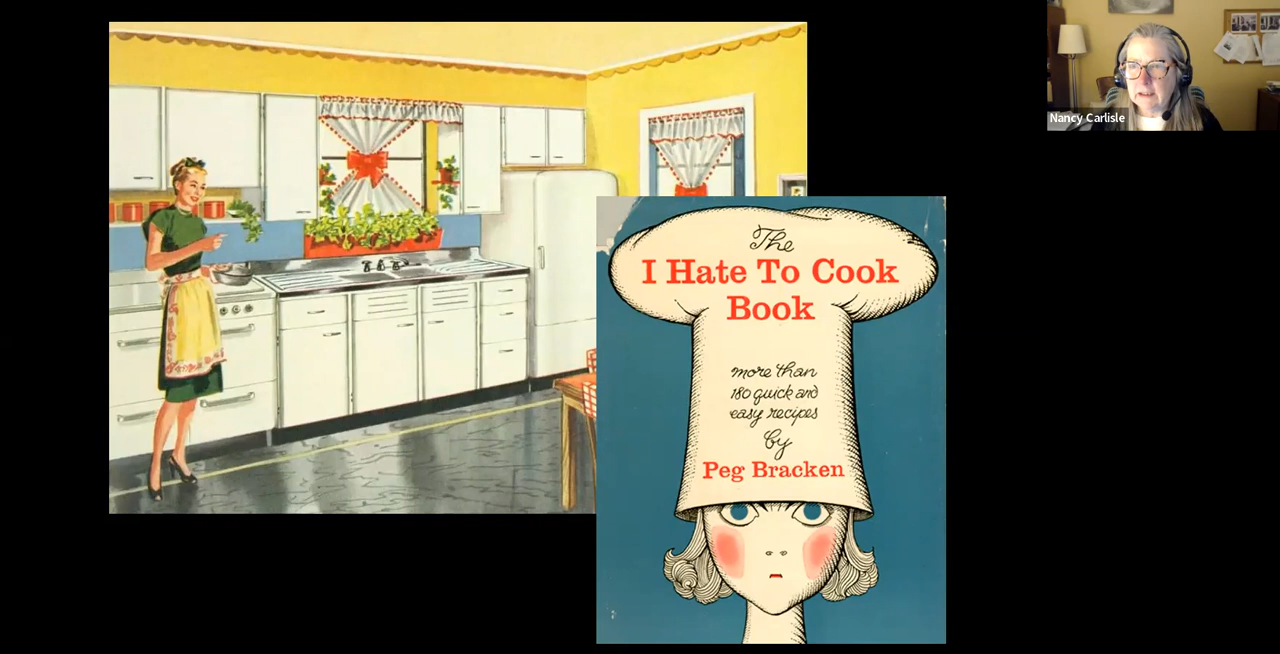 Nancy Carlisle
The
I Hate To Cook
Book
more than
180 quick and
easy recipes
by
Peg Bracken